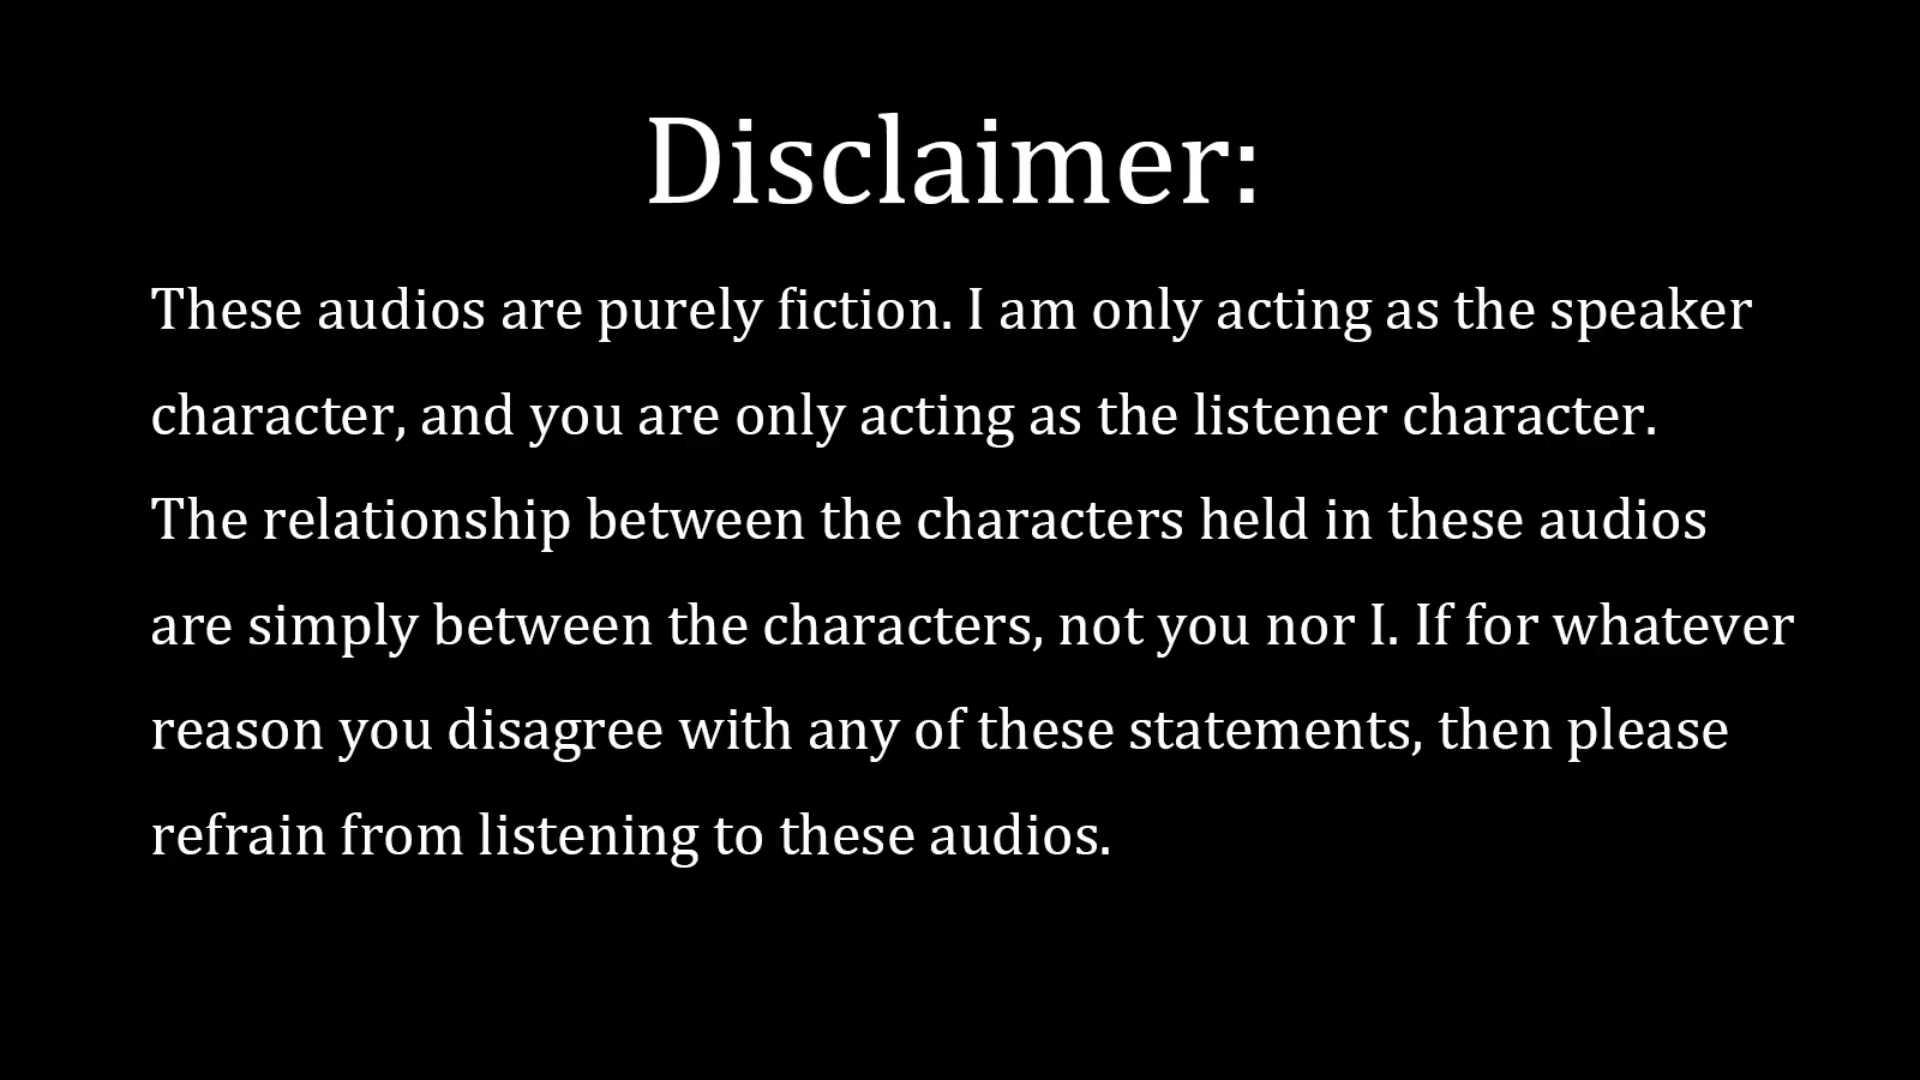 Disclaimer:
These audios are purely fiction. I am only acting as the speaker
character, and you are only acting as the listener character.
The relationship between the characters held in these audios
are simply between the characters, not you nor I. If for whatever
reason you disagree with any of these statements, then please
refrain from listening to these audios.